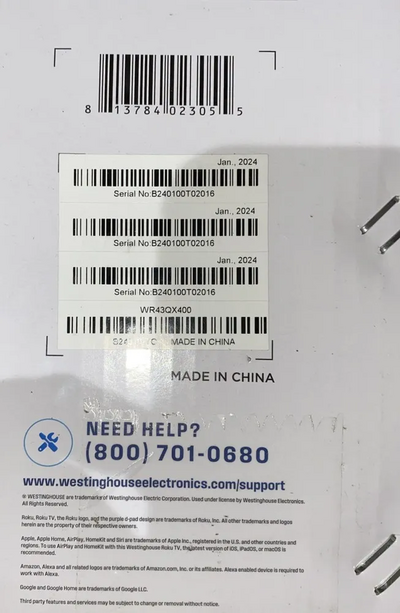 8 13784 02305 5
Jan., 2024
Serial No:B240100T02016
Jan., 2024
Serial No:B240100T02016
Jan., 2024
Serial No:B240100T02016
WR43QX400
MADE IN CHINA
MADE IN CHINA
NEED HELP?
(800) 701-0680
www.westinghouseelectronics.com/support
® WESTINGHOUSE are trademarks of Westinghouse Electric Corporation. Used under license by Westinghouse Electronics.
All Rights Reserved.
Roku, Roku TV, the Roku logo, and the purple 6-pad design are trademarks of Roku, Inc. All other trademarks and logos
herein are the property of their respective owners.
Apple, Apple Home, AirPlay, HomeKit and Siri are trademarks of Apple Inc., registered in the U.S. and other countries and
regions. To use AirPlay and HomeKit with this Westinghouse Roku TV, the latest version of iOS, iPadOS, or macOS is
recommended.
Amazon, Alexa and all related logos are trademarks of Amazon.com, Inc. or its affiliates. Alexa enabled device is required to
work with Alexa.
Google and Google Home are trademarks of Google LLC.
Third party features and services may be subject to change or removal without notice.